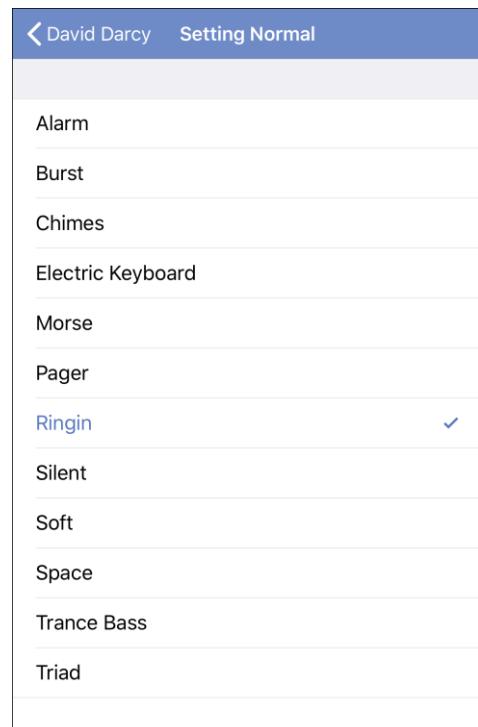 David Darcy Setting Normal
Alarm
Burst
Chimes
Electric Keyboard
Morse
Pager
Ringin
Silent
Soft
Space
Trance Bass
Triad